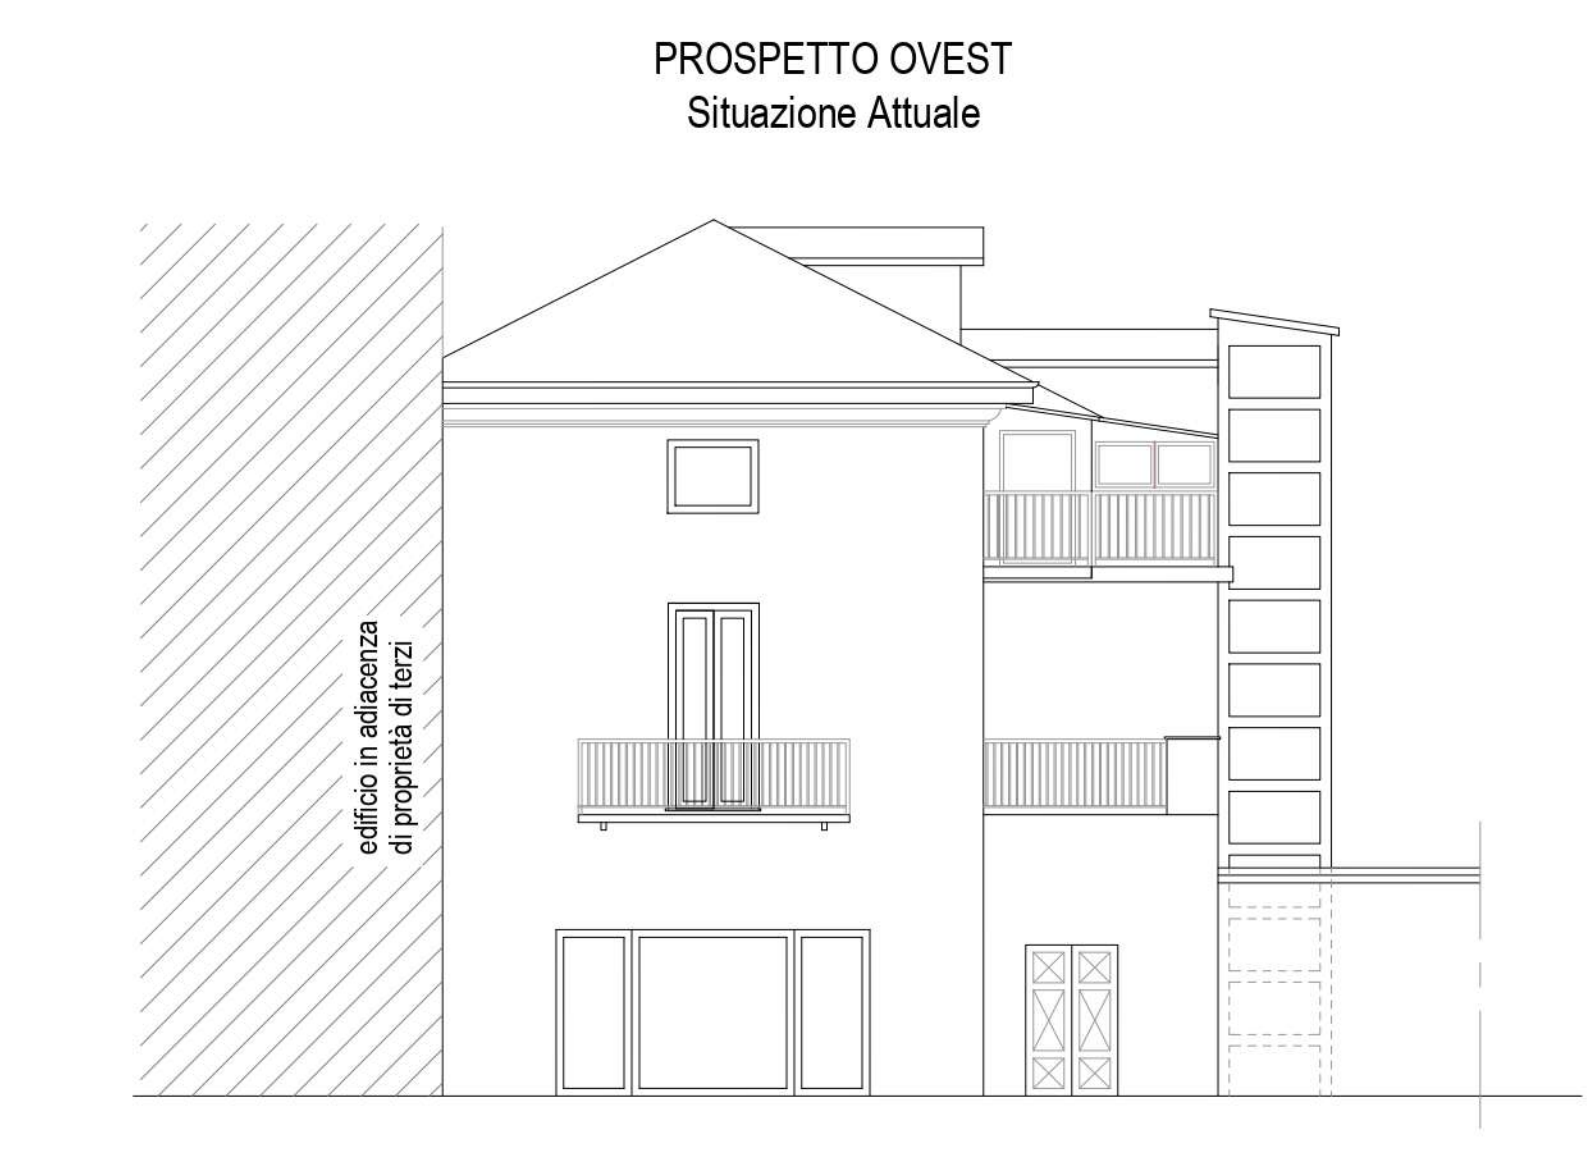 PROSPETTO OVEST
Situazione Attuale
edificio in adiacenza
di proprietà di terzi